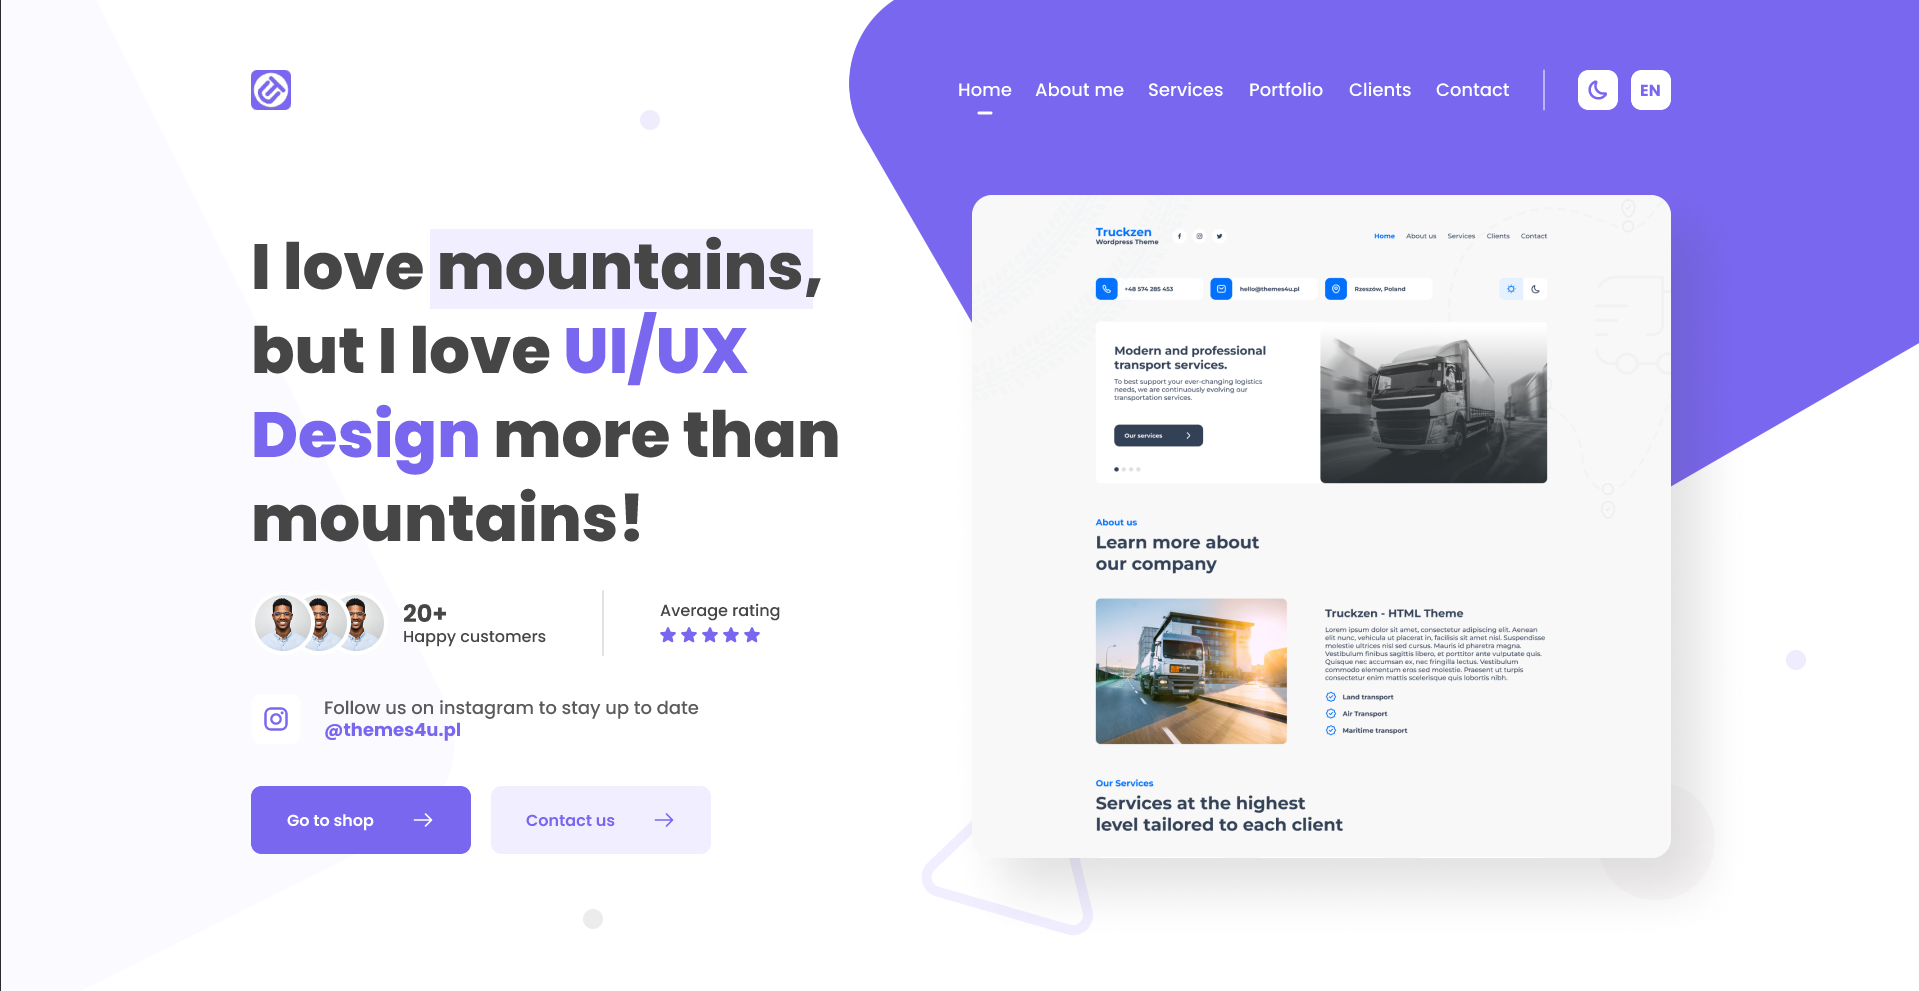 Home About me Services Portfolio Clients Contact EN
I love mountains,
but I love UI/UX
Design more than
mountains!
20+
Happy customers
Average rating
Follow us on instagram to stay up to date
@themes4u.pl
Go to shop
Contact us
Truckzen
Wordpress Theme
Home About us Services Clients Contact
+48 574 285 453
hello@themes4u.pl
Rzeszów, Poland
Modern and professional
transport services.
To best support your ever-changing logistics
needs, we are continuously evolving our
transportation services.
Our services
About us
Learn more about
our company
Truckzen - HTML Theme
Lorem ipsum dolor sit amet, consectetur adipiscing elit. Aenean
elit nunc, vehicula ut placerat in, facilisis sit amet nisl. Suspendisse
molestie ultrices nisl sed cursus. Mauris id pharetra magna.
Vestibulum finibus sagittis libero, et porttitor ante vulputate quis.
Quisque nec accumsan ex, nec fringilla lectus. Vestibulum
commodo elementum eros sed molestie. Praesent ut turpis
consectetur enim mattis scelerisque quis lobortis nibh.
Land transport
Air Transport
Maritime transport
Our Services
Services at the highest
level tailored to each client